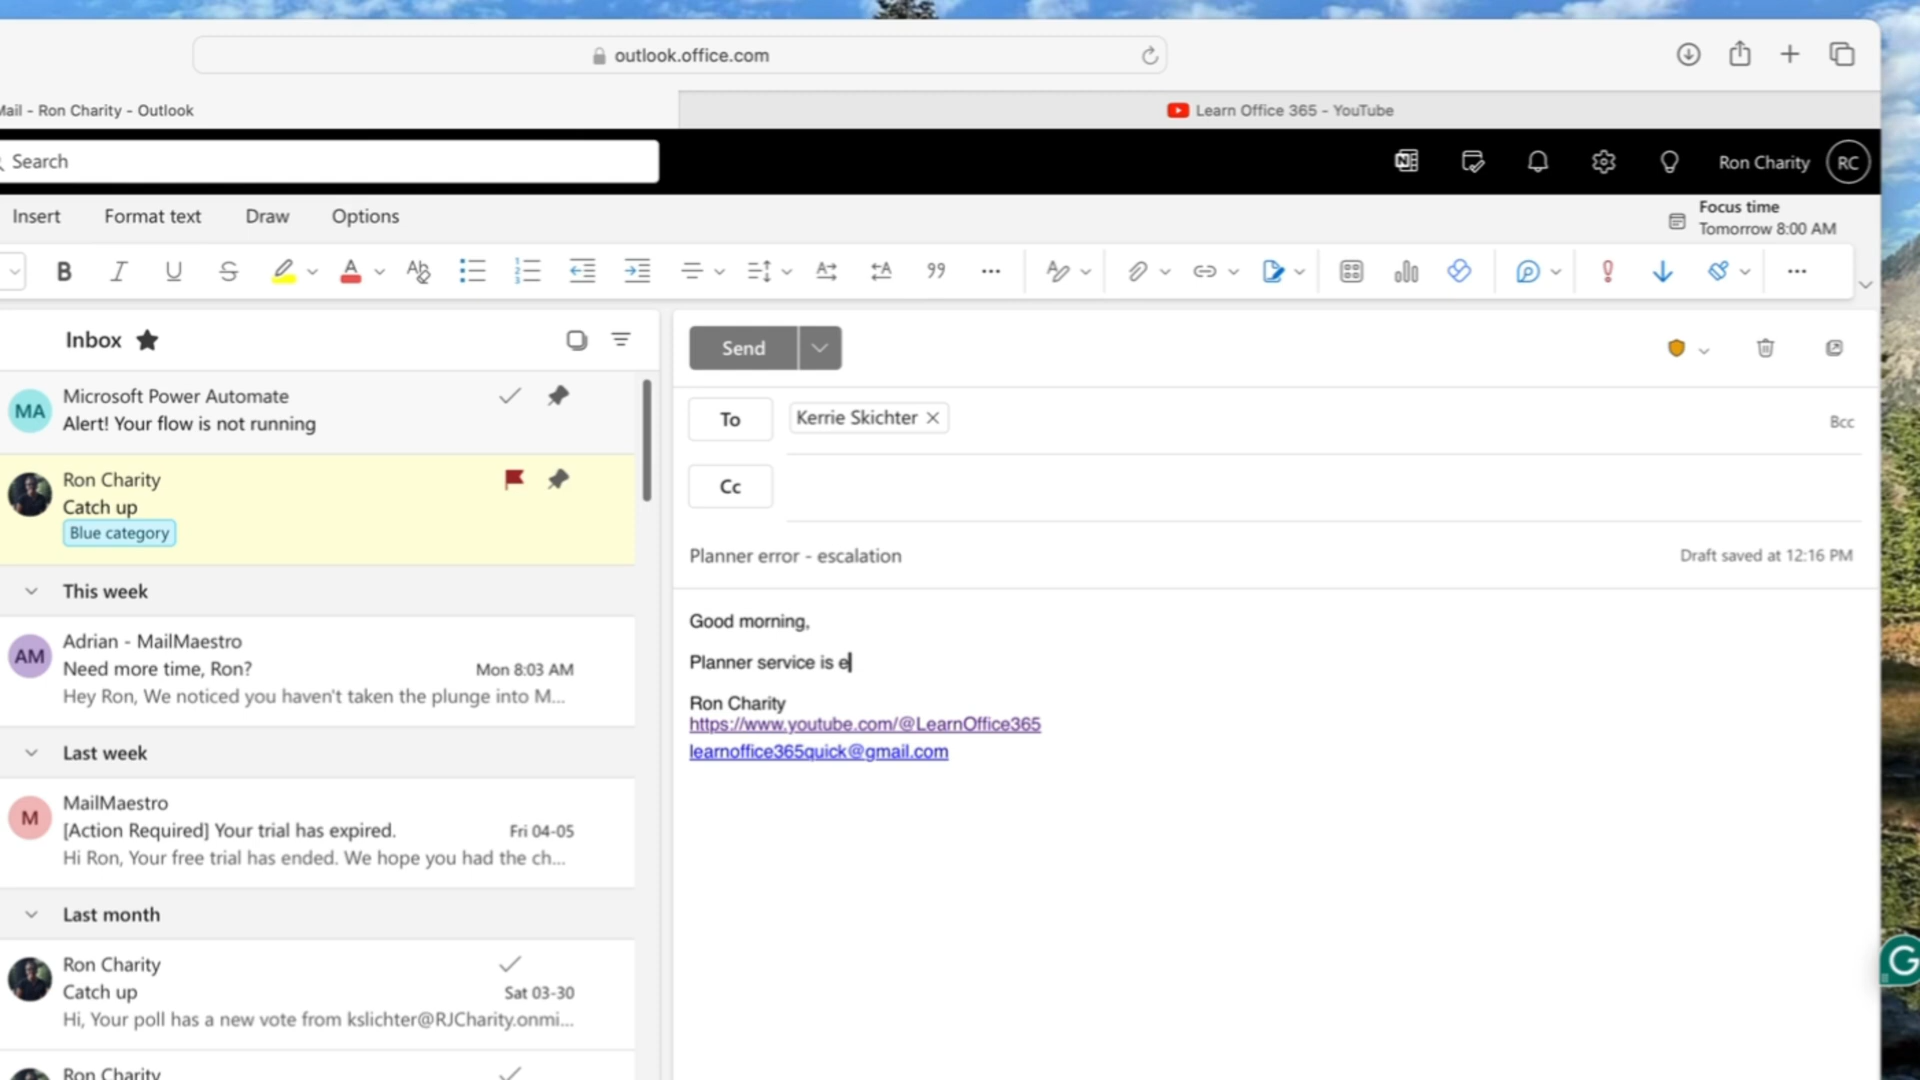 outlook.office.com
Mail - Ron Charity - Outlook
Learn Office 365 - YouTube
Search
Ron Charity
RC
Insert
Format text
Draw
Options
Focus time
Tomorrow 8:00 AM
Inbox
MA
Microsoft Power Automate
Alert! Your flow is not running
Ron Charity
Catch up
Blue category
This week
AM
Adrian - MailMaestro
Need more time, Ron?
Mon 8:03 AM
Hey Ron, We noticed you haven't taken the plunge into M...
Last week
M
MailMaestro
[Action Required] Your trial has expired.
Fri 04-05
Hi Ron, Your free trial has ended. We hope you had the ch...
Last month
Ron Charity
Catch up
Sat 03-30
Hi, Your poll has a new vote from kslichter@RJCharity.onmi...
Ron Charity
Send
To
Kerrie Skichter
Bcc
Cc
Planner error - escalation
Draft saved at 12:16 PM
Good morning,
Planner service is e
Ron Charity
https://www.youtube.com/@LearnOffice365
learnoffice365quick@gmail.com